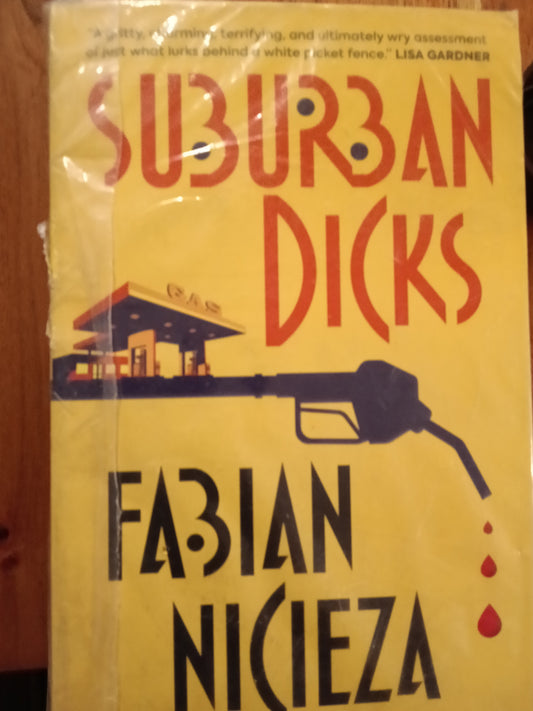 "A gritty, charming, terrifying, and ultimately wry assessment
of just what lurks behind a white picket fence." LISA GARDNER
SUBURBAN
DICKS
GAS
FABIAN
NICIEZA